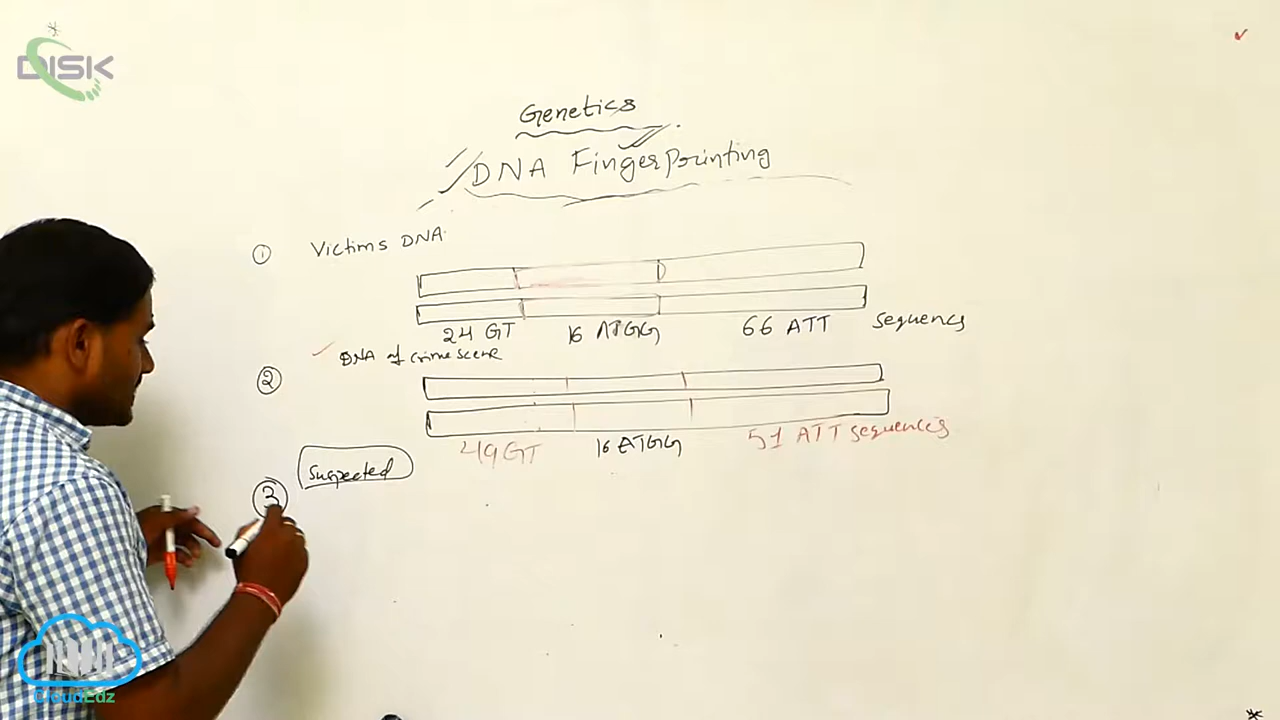 DISK
Genetics
DNA Fingerprinting
1 Victims DNA
24 GT 16 ATGG 66 ATT sequencs
2 DNA of crime scene
49 GT 16 ATGG 51 ATT sequences
Suspected
3
CloudEdz